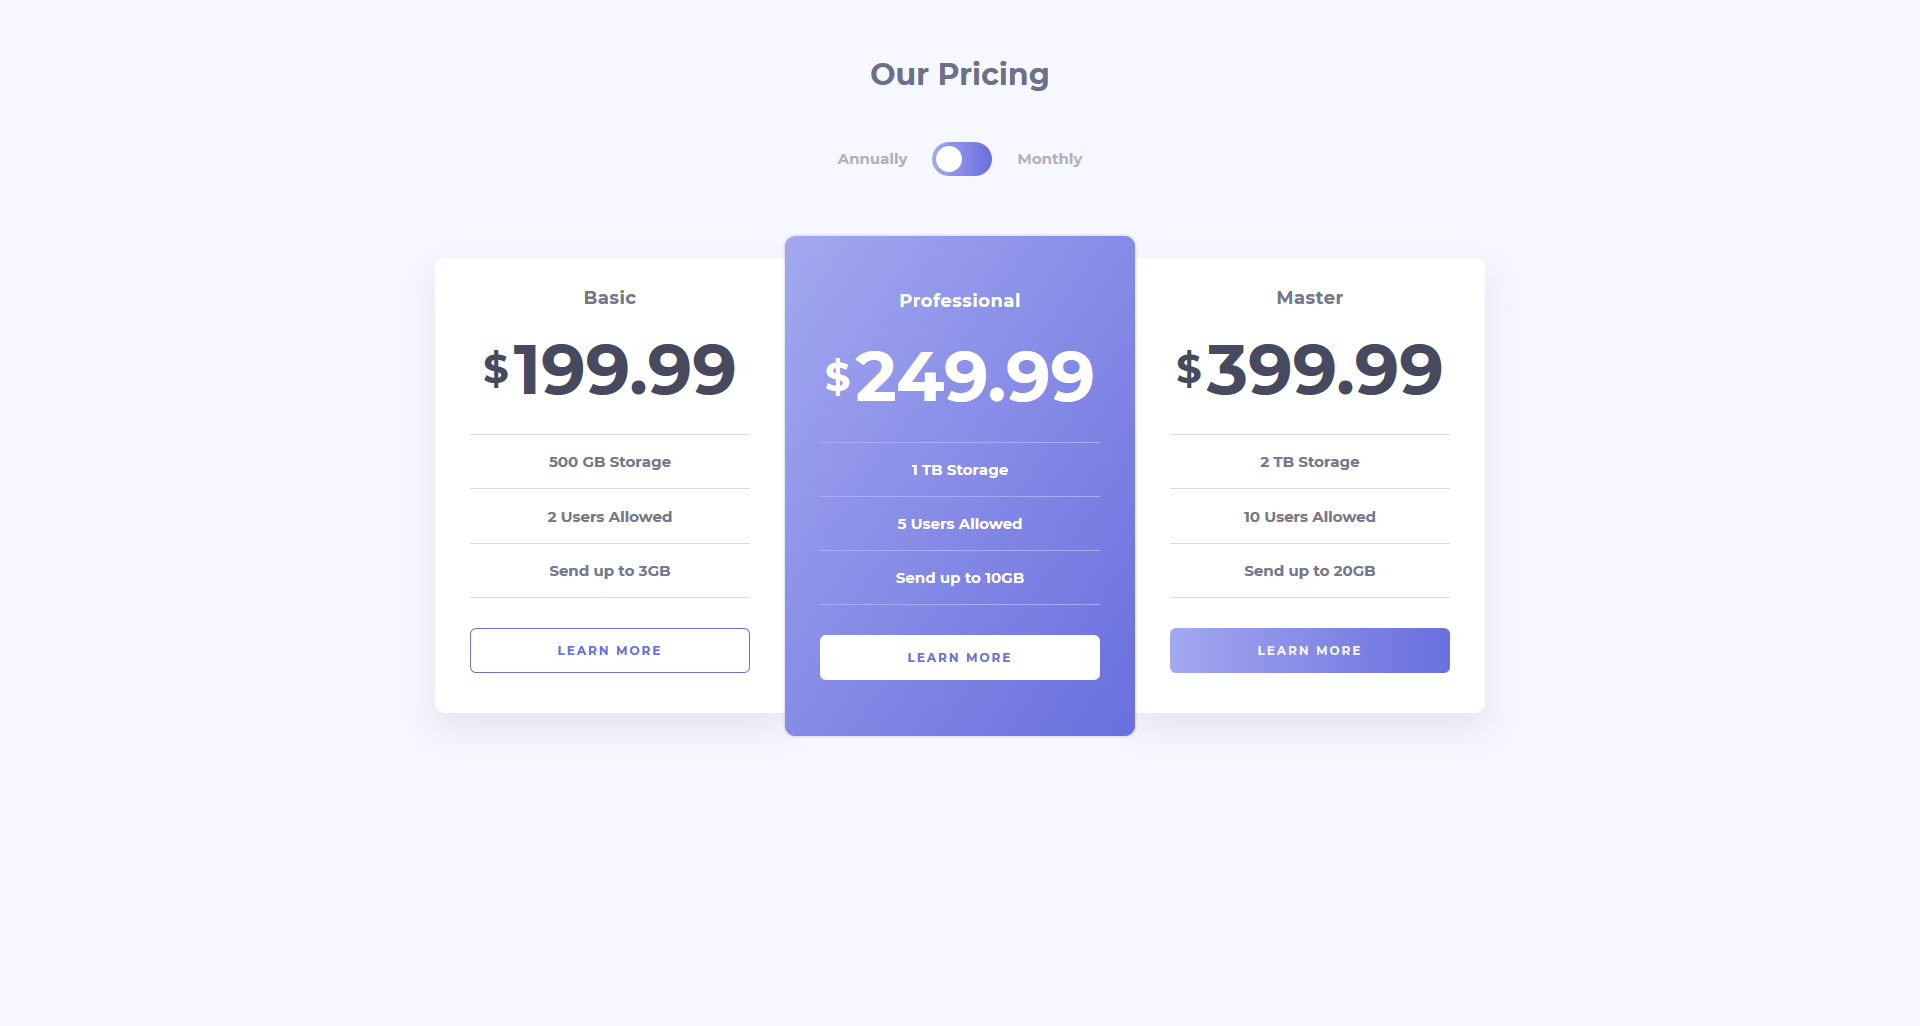 Our Pricing
Annually Monthly
Basic
$199.99
500 GB Storage
2 Users Allowed
Send up to 3GB
LEARN MORE
Professional
$249.99
1 TB Storage
5 Users Allowed
Send up to 10GB
LEARN MORE
Master
$399.99
2 TB Storage
10 Users Allowed
Send up to 20GB
LEARN MORE